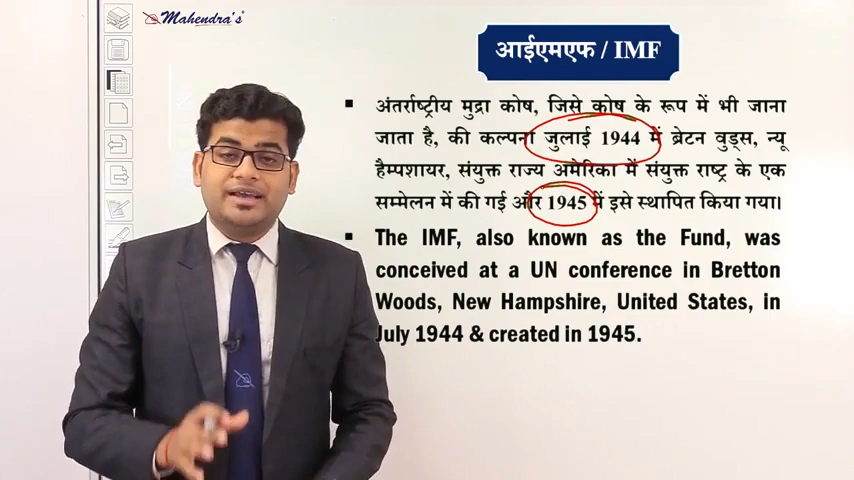 Mahendra's
आईएमएफ / IMF
अंतर्राष्ट्रीय मुद्रा कोष, जिसे कोष के रूप में भी जाना
जाता है, की कल्पना जुलाई 1944 में ब्रेटन वुड्स, न्यू
हैम्पशायर, संयुक्त राज्य अमेरिका में संयुक्त राष्ट्र के एक
सम्मेलन में की गई और 1945 में इसे स्थापित किया गया।
The IMF, also known as the Fund, was
conceived at a UN conference in Bretton
Woods, New Hampshire, United States, in
July 1944 & created in 1945.